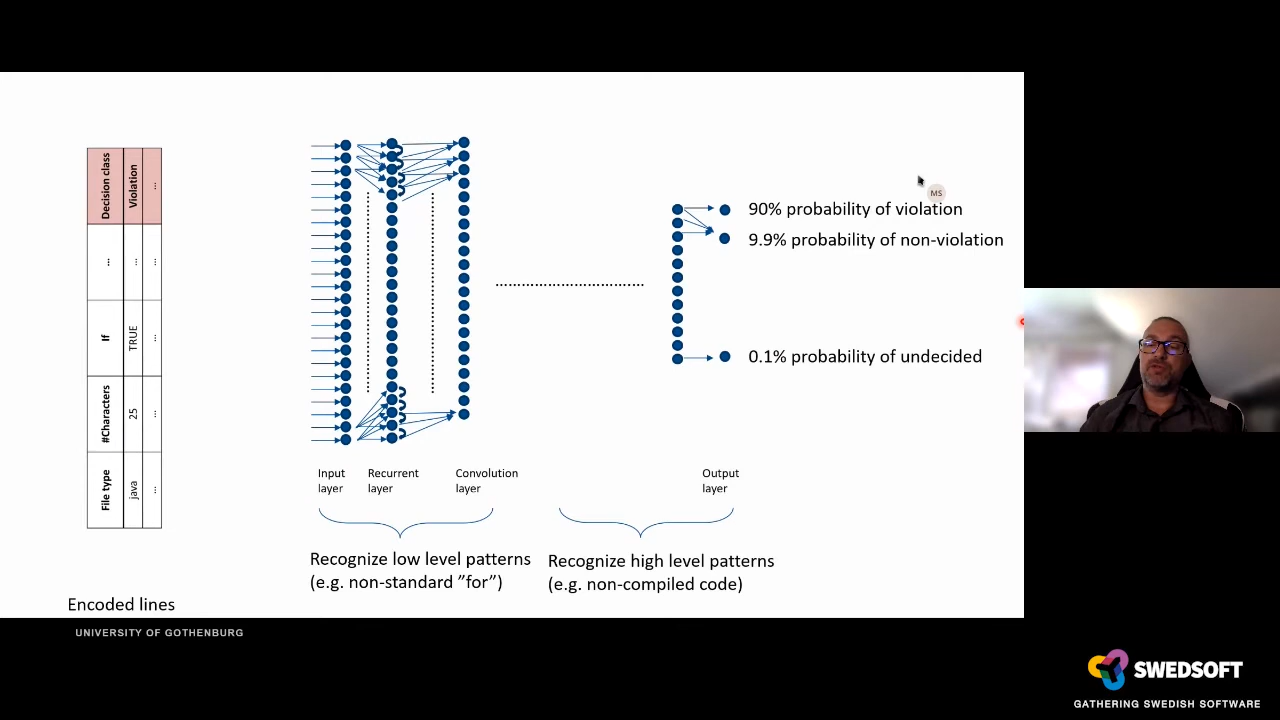 Decision class
Violation
...
...
...
...
If
TRUE
...
#Characters
25
...
File type
java
...
Encoded lines
Input
layer
Recurrent
layer
Convolution
layer
Output
layer
Recognize low level patterns
(e.g. non-standard ”for”)
Recognize high level patterns
(e.g. non-compiled code)
MS
90% probability of violation
9.9% probability of non-violation
0.1% probability of undecided
UNIVERSITY OF GOTHENBURG
SWEDSOFT
GATHERING SWEDISH SOFTWARE